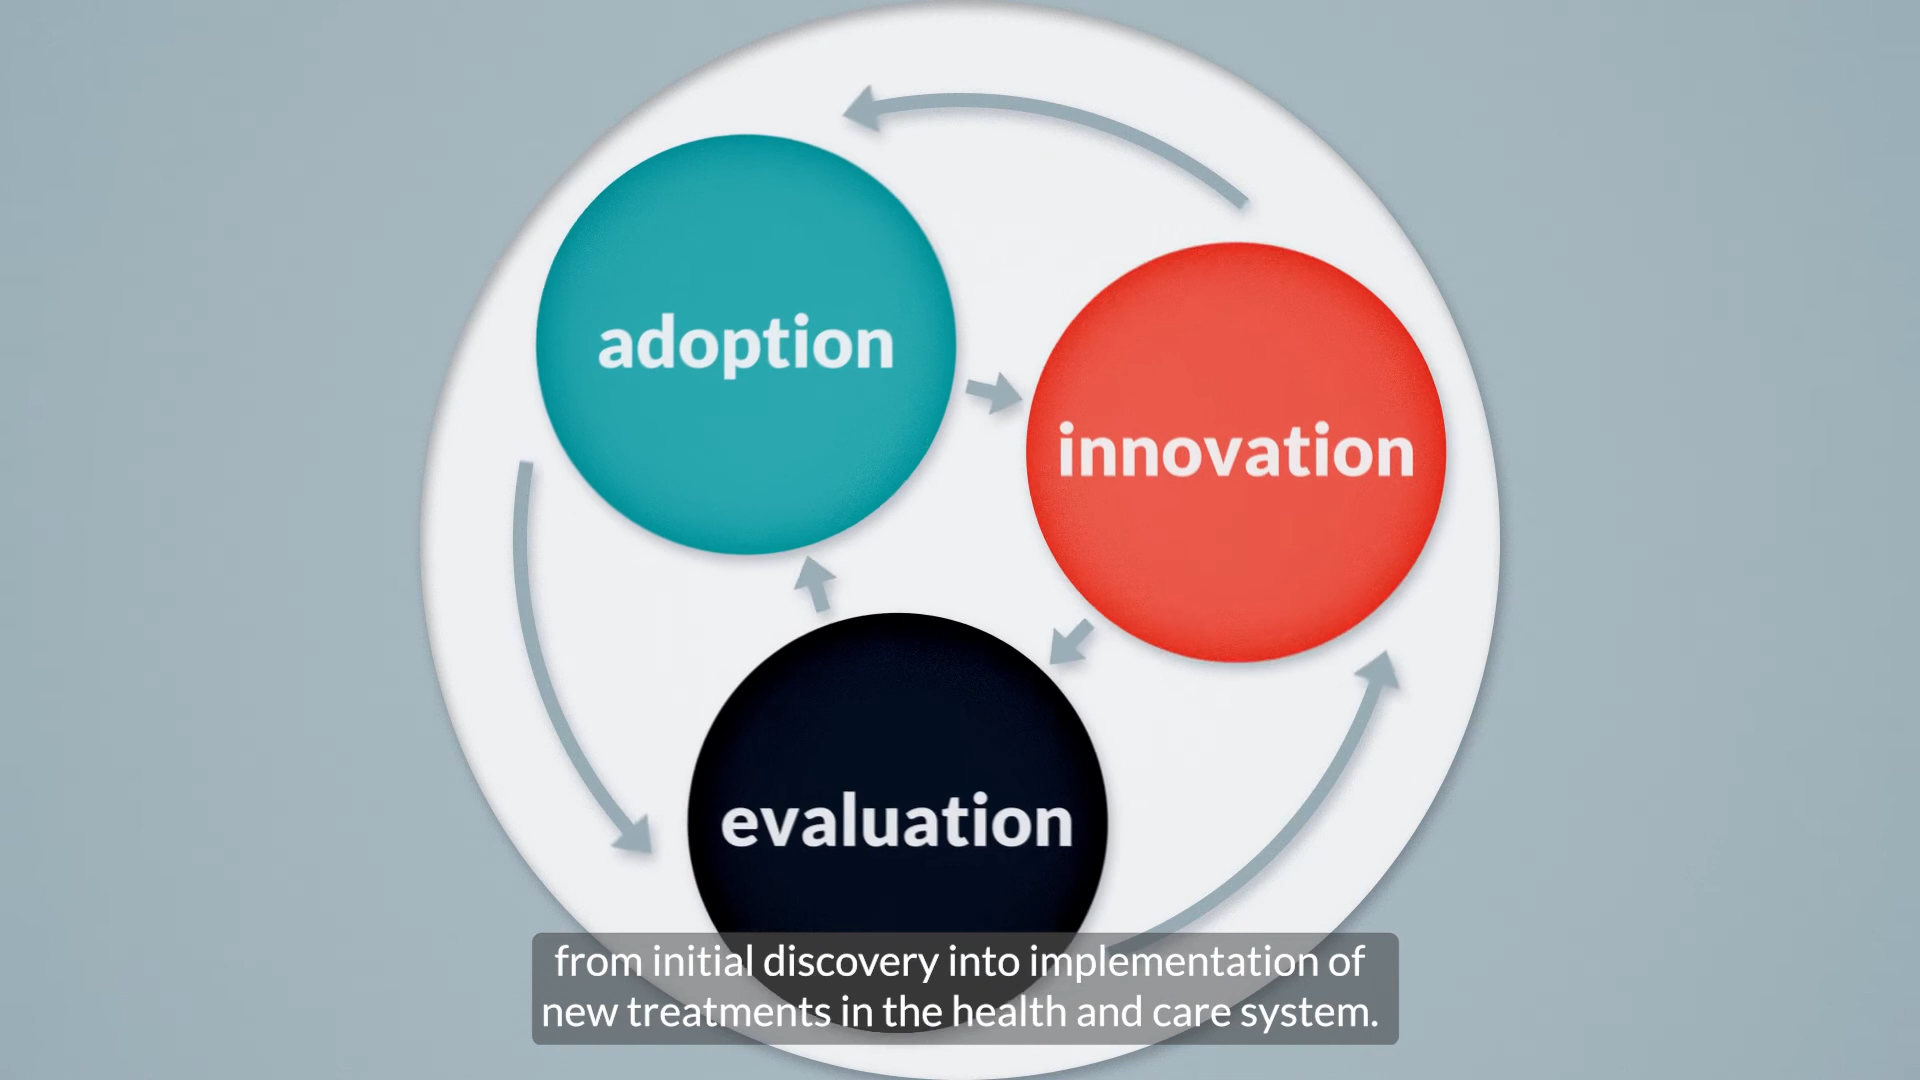 adoption
innovation
evaluation
from initial discovery into implementation of
new treatments in the health and care system.